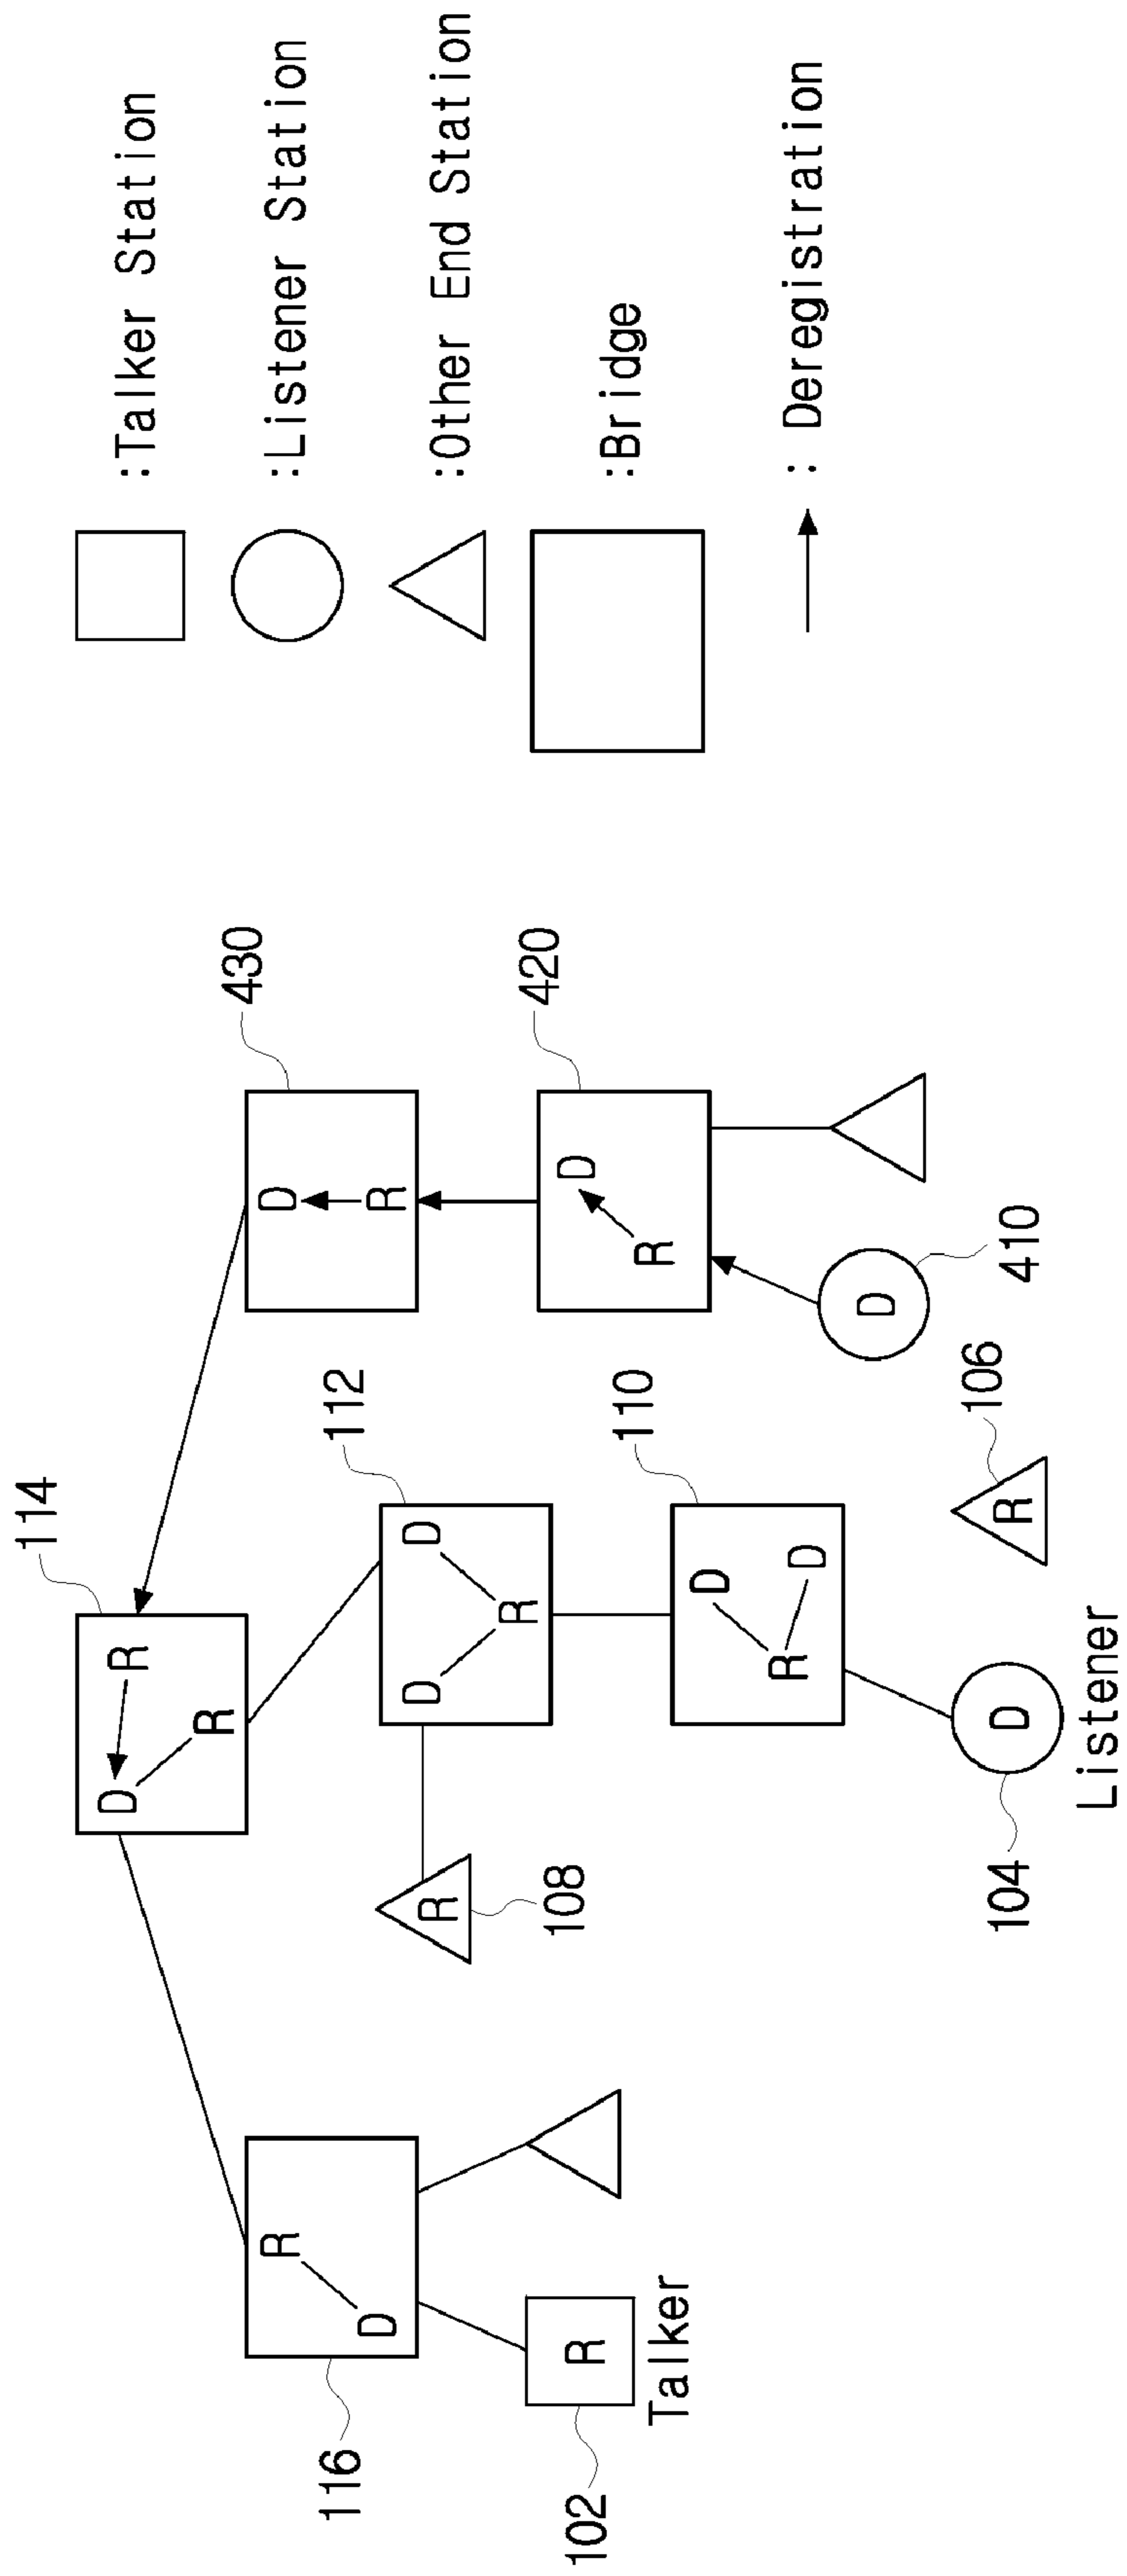 :Talker Station
:Listener Station
:Other End Station
:Bridge
: Deregistration
114
D
R
R
430
D
R
116
R
D
112
D
D
R
108
R
420
D
R
102
R
Talker
110
D
D
R
410
D
104
D
Listener
106
R